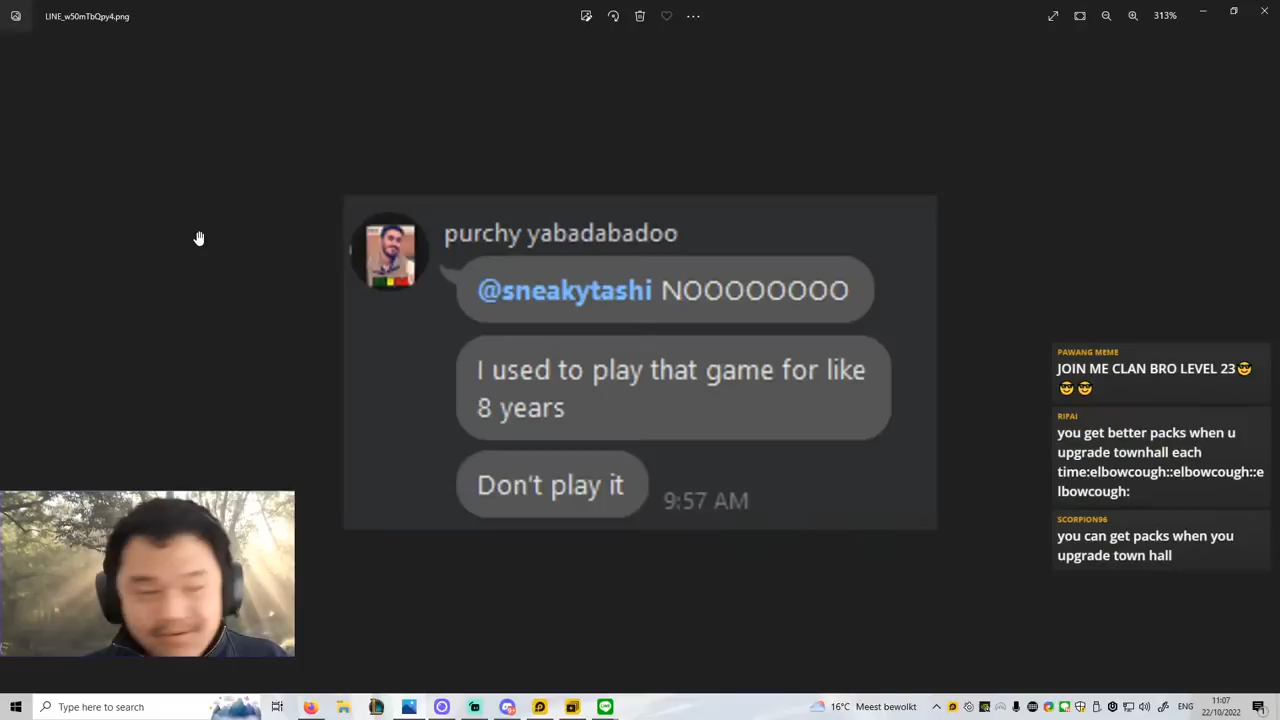 LINE_w50mTbQpy4.png
313%
purchy yabadabadoo
@sneakytashi NOOOOOOOO
I used to play that game for like
8 years
Don't play it
9:57 AM
PAWANG MEME
JOIN ME CLAN BRO LEVEL 23😎
😎 😎
RIFAI
you get better packs when u
upgrade townhall each
time:elbowcough::elbowcough::e
lbowcough:
SCORPION96
you can get packs when you
upgrade town hall
Type here to search
16°C Meest bewolkt
ENG
11:07
22/10/2022